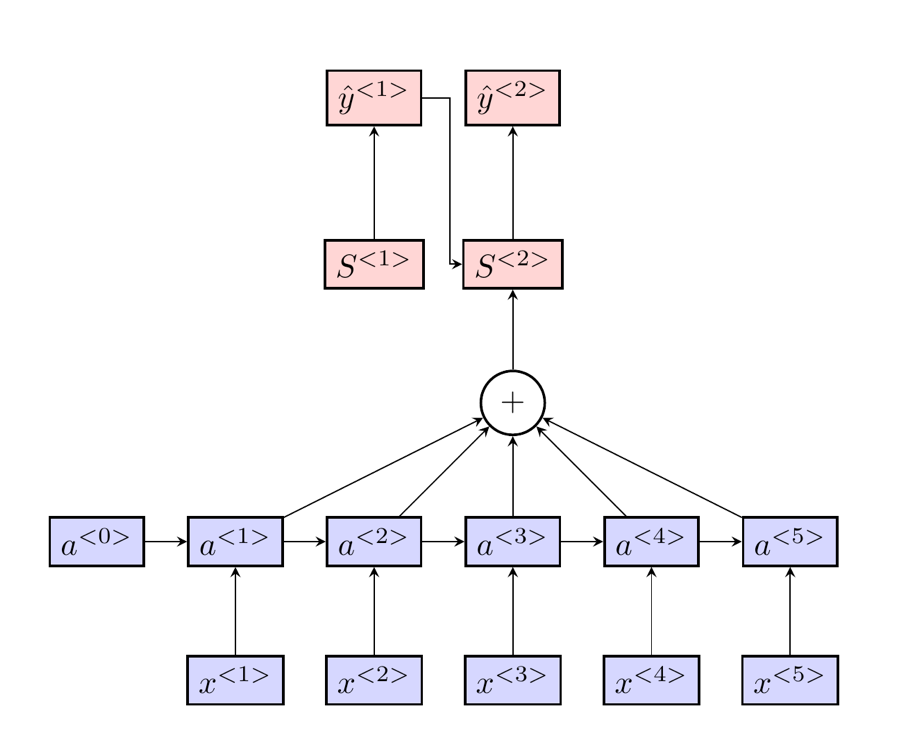 ŷ<1> ŷ<2>
S<1> S<2>
+
a<0> a<1> a<2> a<3> a<4> a<5>
x<1> x<2> x<3> x<4> x<5>